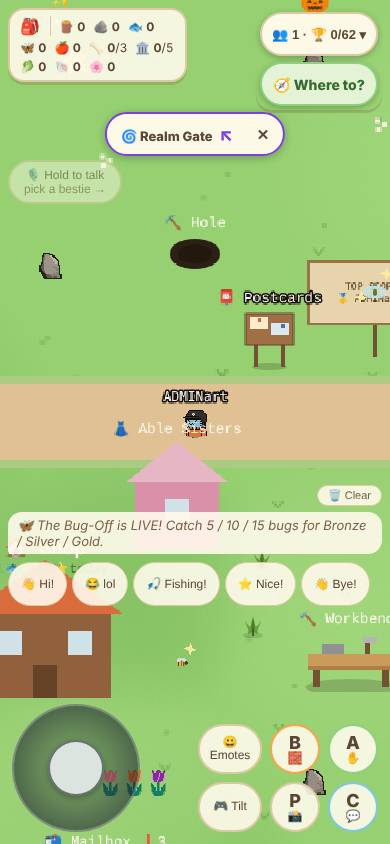 🎒 🪵 0 🪨 0 🐟 0
🦋 0 🍎 0 🦴 0/3 🏛️ 0/5
🥬 0 🐚 0 🌸 0
👥 1 · 🏆 0/62 ▾
🧭 Where to?
🌀 Realm Gate ↖ ✕
🎙️ Hold to talk
pick a bestie →
🔨 Hole
📮 Postcards
ADMINart
👗 Able Sisters
🗑️ Clear
🦋 The Bug-Off is LIVE! Catch 5 / 10 / 15 bugs for Bronze
/ Silver / Gold.
👋 Hi!
😂 lol
🎣 Fishing!
⭐ Nice!
👋 Bye!
🔨 Workbenc
😀
Emotes
B
A
🎮 Tilt
P
C
📬 Mailbox ❗3